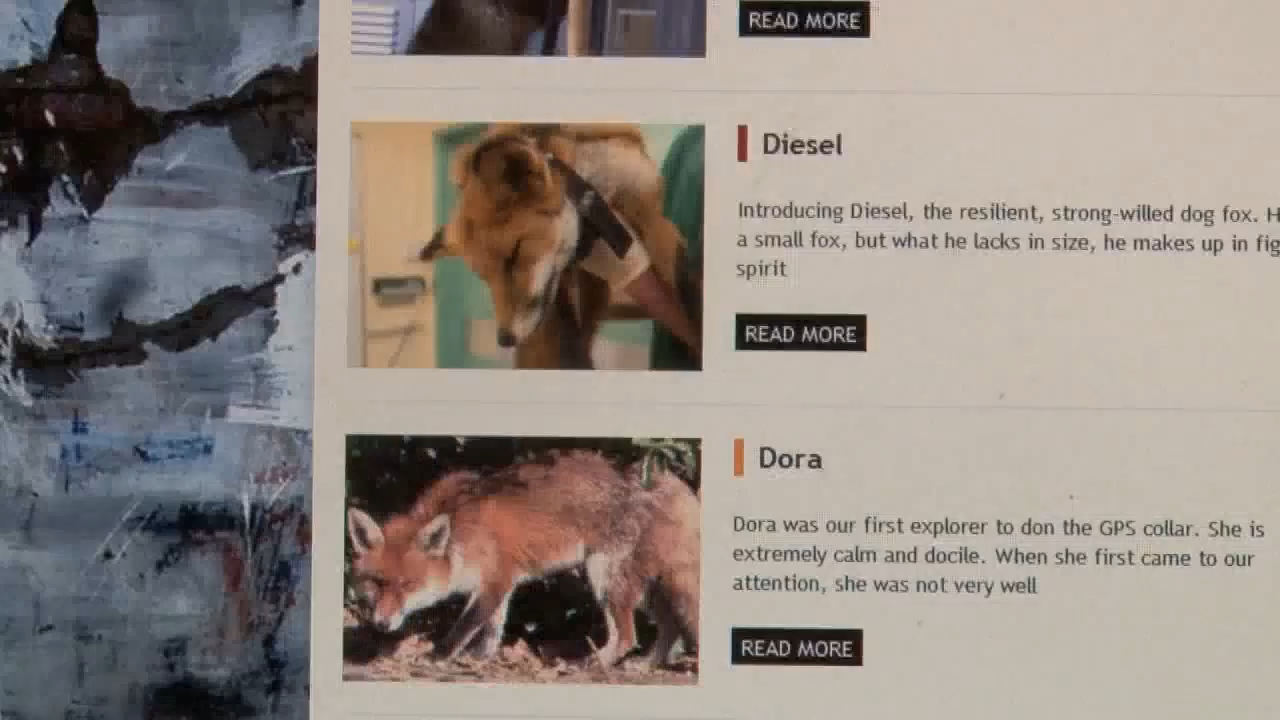 READ MORE
Diesel
Introducing Diesel, the resilient, strong-willed dog fox.
a small fox, but what he lacks in size, he makes up in
spirit
READ MORE
Dora
Dora was our first explorer to don the GPS collar. She is
extremely calm and docile. When she first came to our
attention, she was not very well
READ MORE